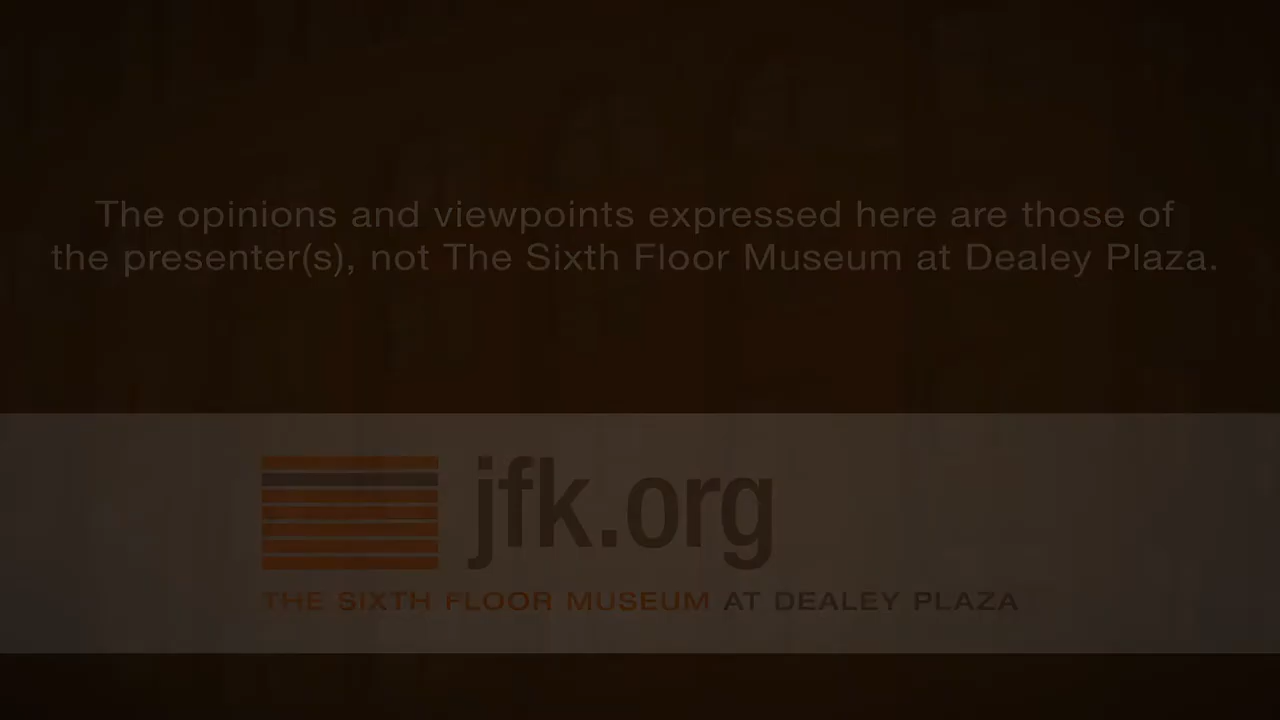 The opinions and viewpoints expressed here are those of
the presenter(s), not The Sixth Floor Museum at Dealey Plaza.
jfk.org
THE SIXTH FLOOR MUSEUM AT DEALEY PLAZA